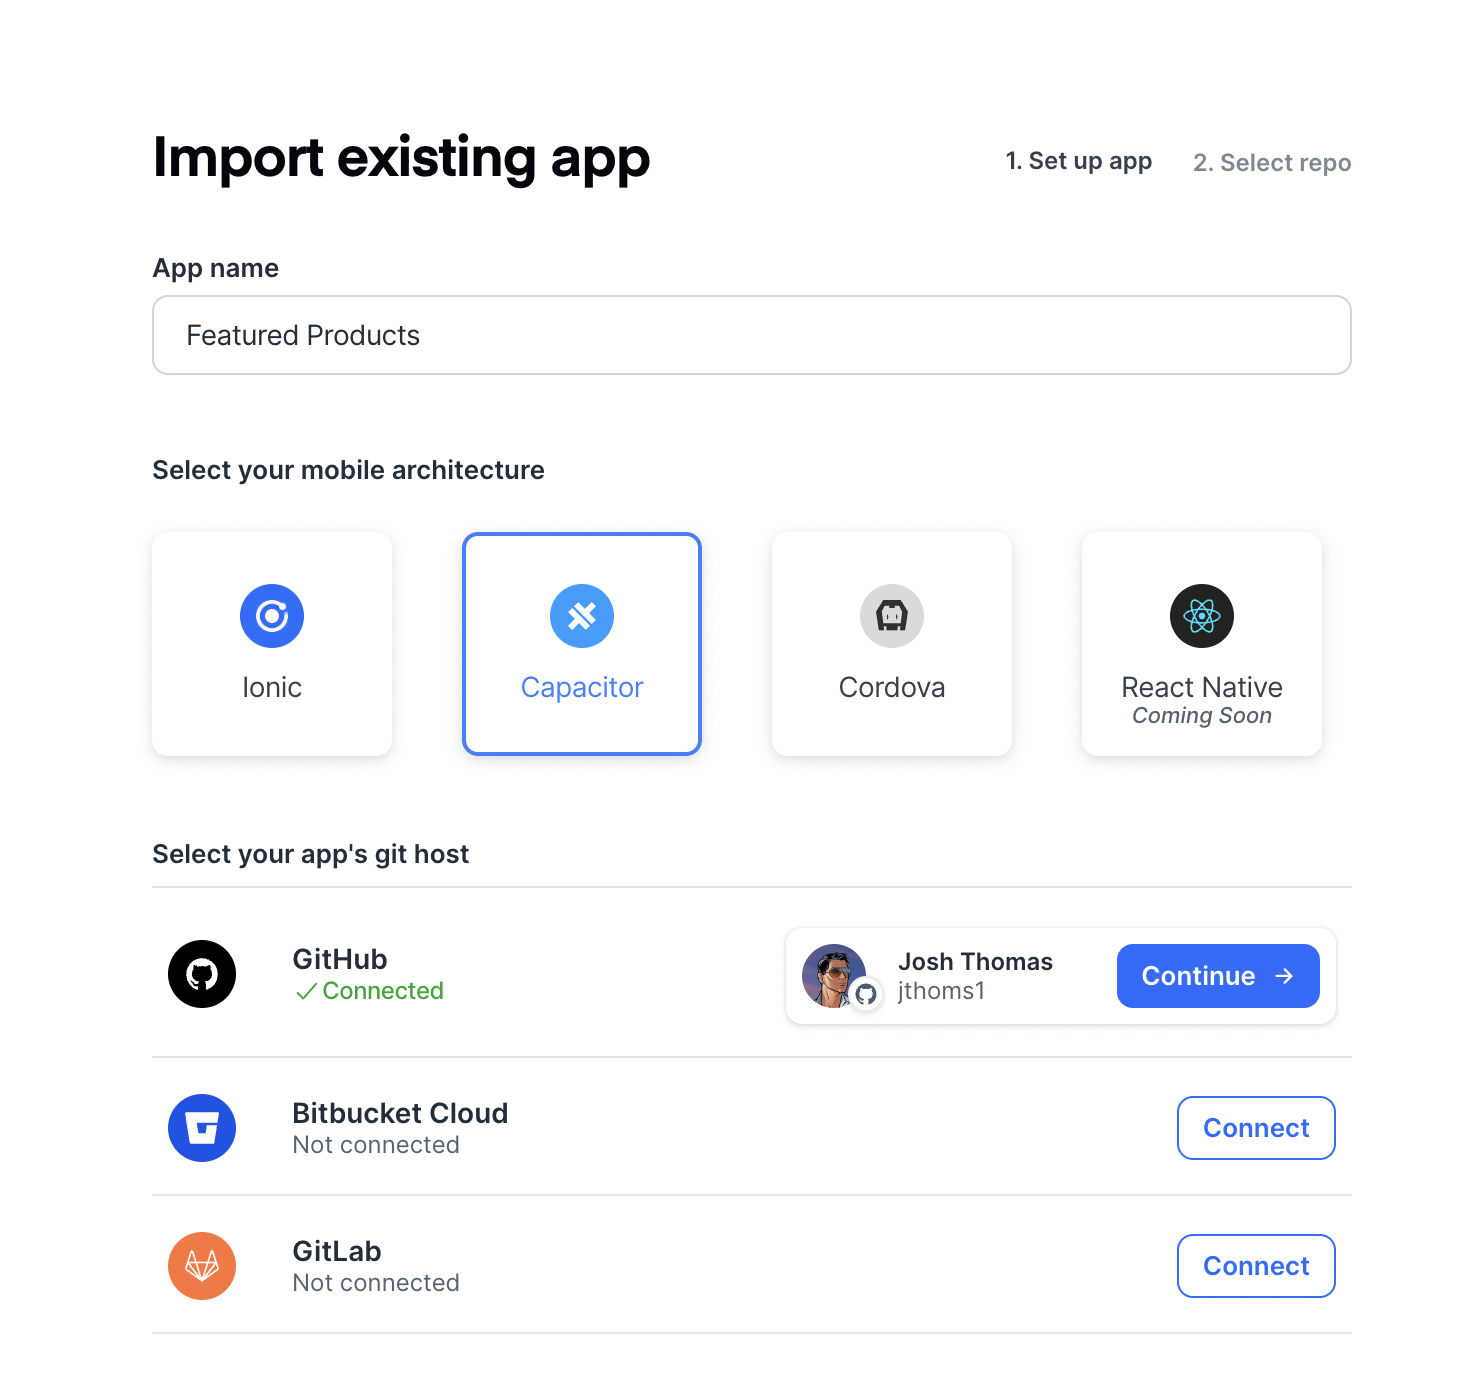 Import existing app
1. Set up app
2. Select repo
App name
Featured Products
Select your mobile architecture
Ionic
Capacitor
Cordova
React Native
Coming Soon
Select your app's git host
GitHub
Connected
Josh Thomas
jthoms1
Continue
Bitbucket Cloud
Not connected
Connect
GitLab
Not connected
Connect